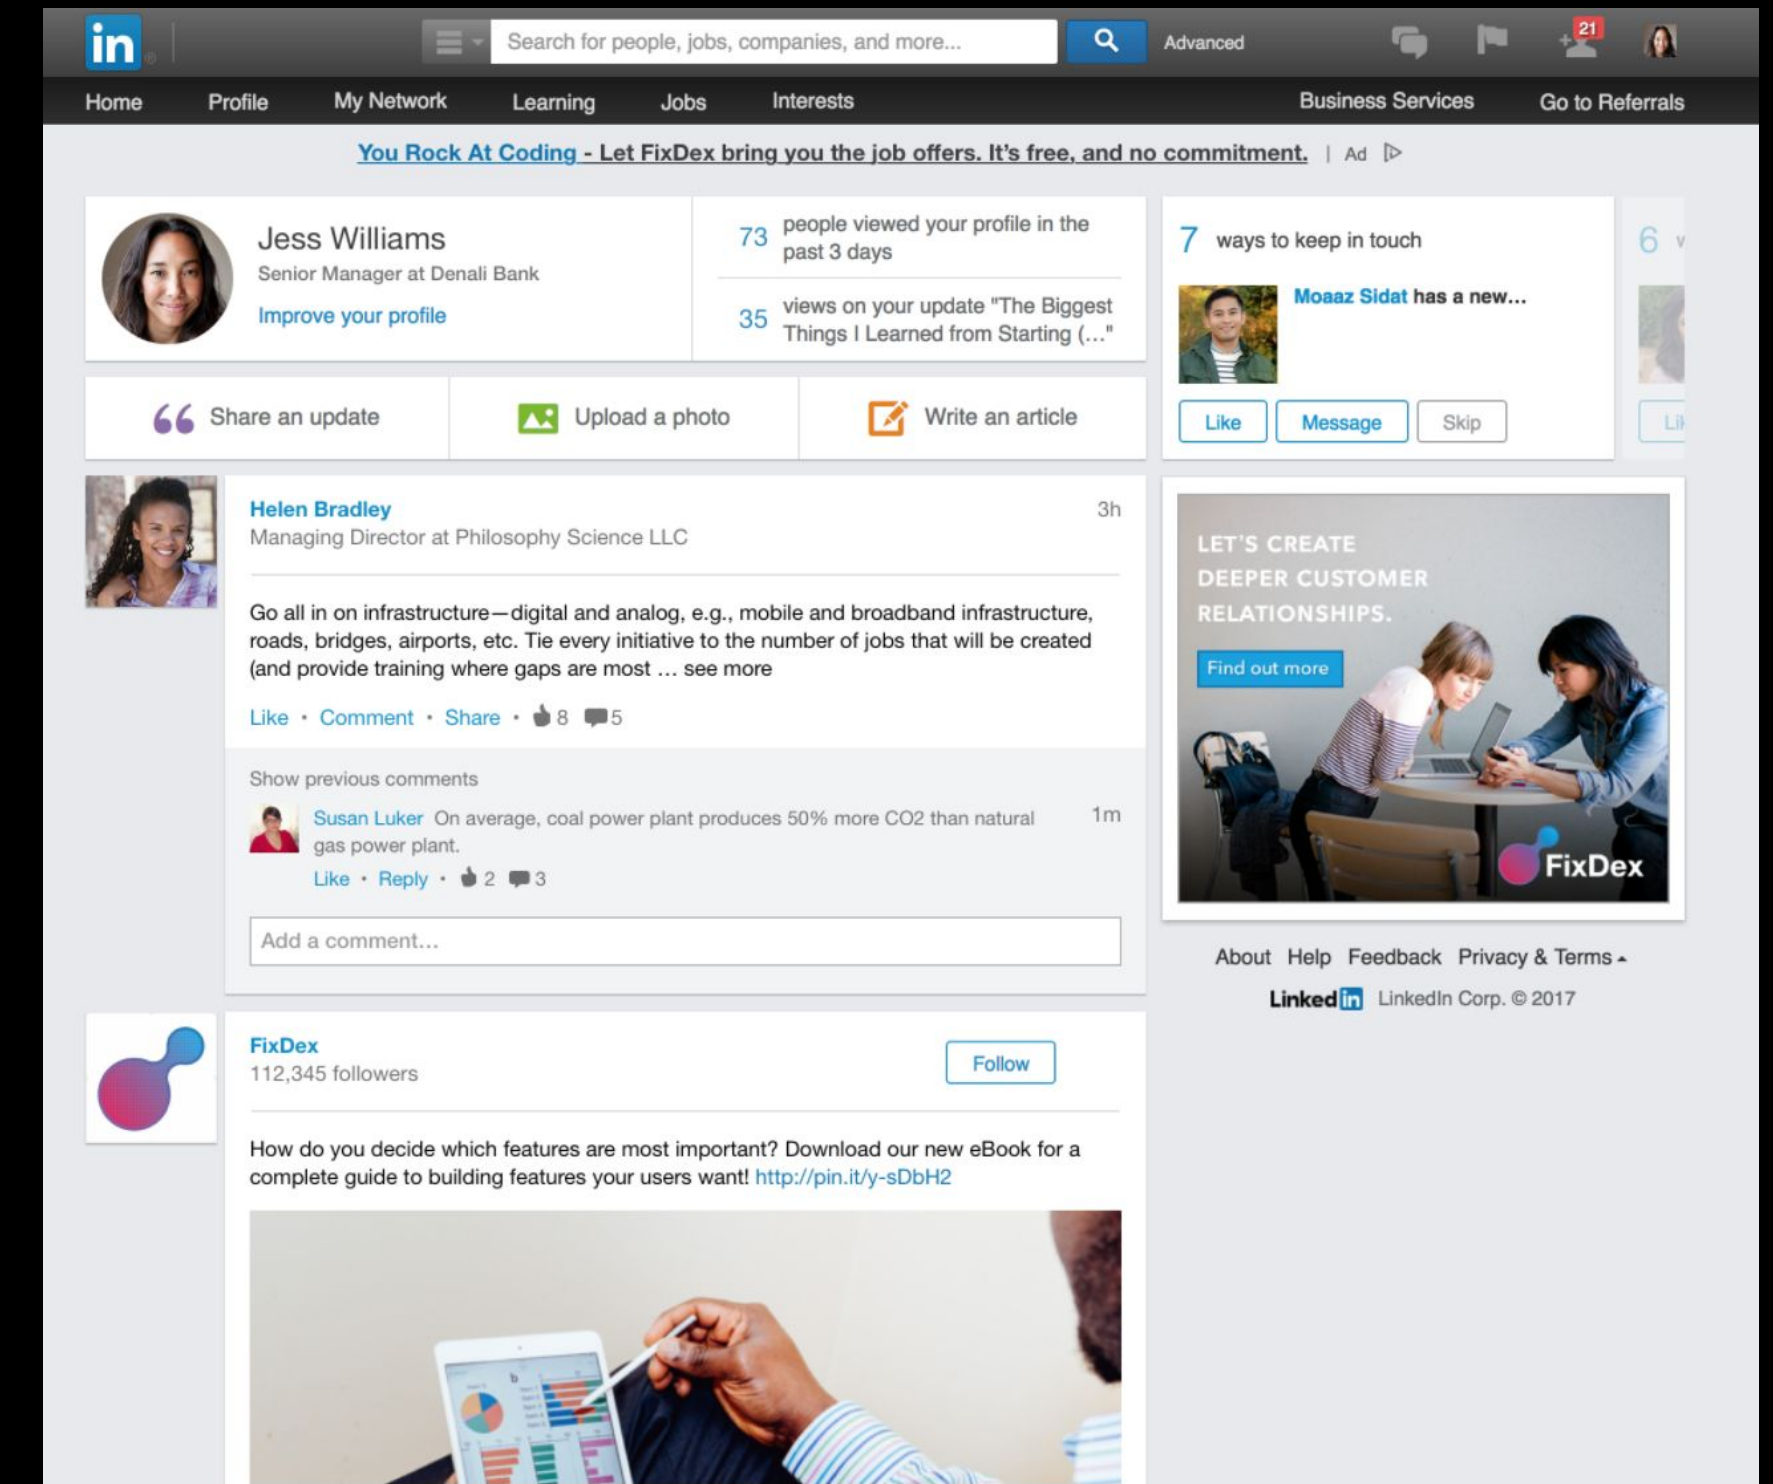 in
Search for people, jobs, companies, and more...
Advanced
21
Home Profile My Network Learning Jobs Interests Business Services Go to Referrals
You Rock At Coding - Let FixDex bring you the job offers. It's free, and no commitment. | Ad
Jess Williams
Senior Manager at Denali Bank
Improve your profile
73 people viewed your profile in the
past 3 days
35 views on your update "The Biggest
Things I Learned from Starting (..."
7 ways to keep in touch
Moaaz Sidat has a new...
Like Message Skip
6
Share an update
Upload a photo
Write an article
Helen Bradley
3h
Managing Director at Philosophy Science LLC
Go all in on infrastructure—digital and analog, e.g., mobile and broadband infrastructure,
roads, bridges, airports, etc. Tie every initiative to the number of jobs that will be created
(and provide training where gaps are most ... see more
Like • Comment • Share • 8 5
Show previous comments
Susan Luker On average, coal power plant produces 50% more CO2 than natural
gas power plant.
1m
Like • Reply • 2 3
Add a comment...
LET'S CREATE
DEEPER CUSTOMER
RELATIONSHIPS.
Find out more
FixDex
About Help Feedback Privacy & Terms
Linked in LinkedIn Corp. © 2017
FixDex
112,345 followers
Follow
How do you decide which features are most important? Download our new eBook for a
complete guide to building features your users want! http://pin.it/y-sDbH2